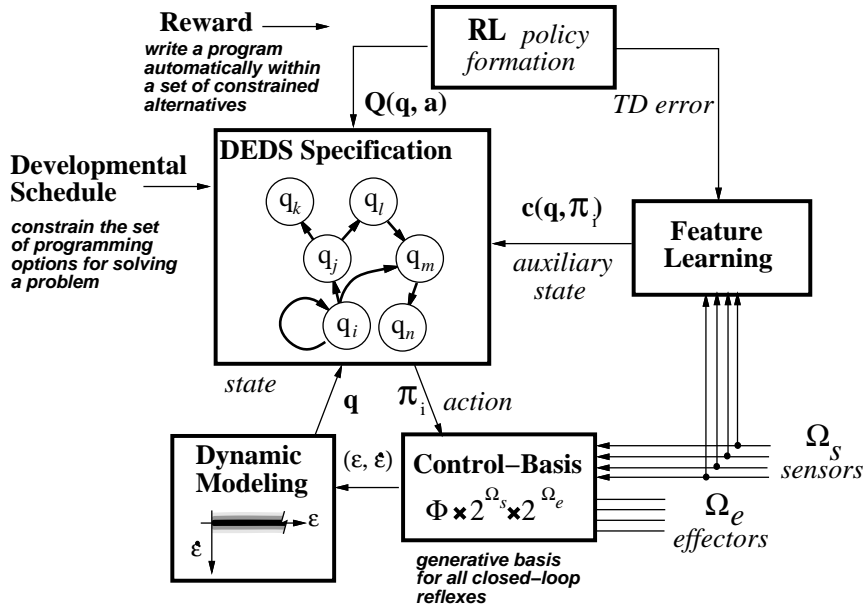 Reward
write a program
automatically within
a set of constrained
alternatives
RL policy
formation
Q(q, a)
TD error
DEDS Specification
Developmental
Schedule
constrain the set
of programming
options for solving
a problem
q_k
q_l
q_j
q_m
q_i
q_n
c(q, π_i)
auxiliary
state
Feature
Learning
state
q
π_i action
Dynamic
Modeling
ε
ε̇
(ε, ε̇)
Control–Basis
Φ × 2^Ω_s × 2^Ω_e
generative basis
for all closed–loop
reflexes
Ω_s
sensors
Ω_e
effectors